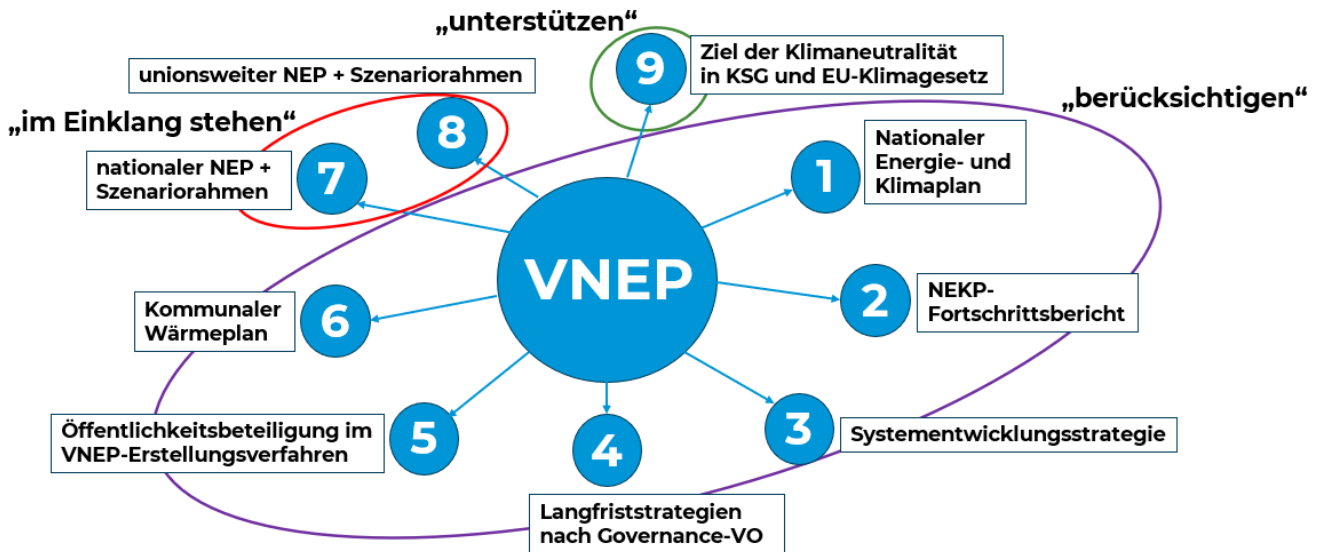 „unterstützen“
9
Ziel der Klimaneutralität
in KSG und EU-Klimagesetz
unionsweiter NEP + Szenariorahmen
8
„im Einklang stehen“
nationaler NEP +
Szenariorahmen
7
„berücksichtigen“
1
Nationaler
Energie- und
Klimaplan
VNEP
2
NEKP-
Fortschrittsbericht
Kommunaler
Wärmeplan
6
3
Systementwicklungsstrategie
Öffentlichkeitsbeteiligung im
VNEP-Erstellungsverfahren
5
4
Langfriststrategien
nach Governance-VO